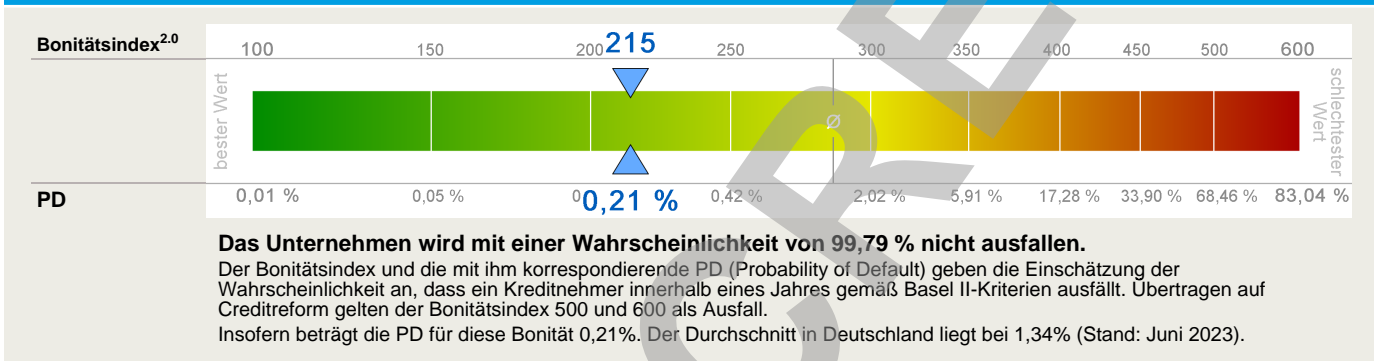 Bonitätsindex2.0
100 150 200 215 250 300 350 400 450 500 600
bester Wert
Ø
schlechtester
Wert
PD
0,01 % 0,05 % 0,21 % 0,42 % 2,02 % 5,91 % 17,28 % 33,90 % 68,46 % 83,04 %
Das Unternehmen wird mit einer Wahrscheinlichkeit von 99,79 % nicht ausfallen.
Der Bonitätsindex und die mit ihm korrespondierende PD (Probability of Default) geben die Einschätzung der
Wahrscheinlichkeit an, dass ein Kreditnehmer innerhalb eines Jahres gemäß Basel II-Kriterien ausfällt. Übertragen auf
Creditreform gelten der Bonitätsindex 500 und 600 als Ausfall.
Insofern beträgt die PD für diese Bonität 0,21%. Der Durchschnitt in Deutschland liegt bei 1,34% (Stand: Juni 2023).